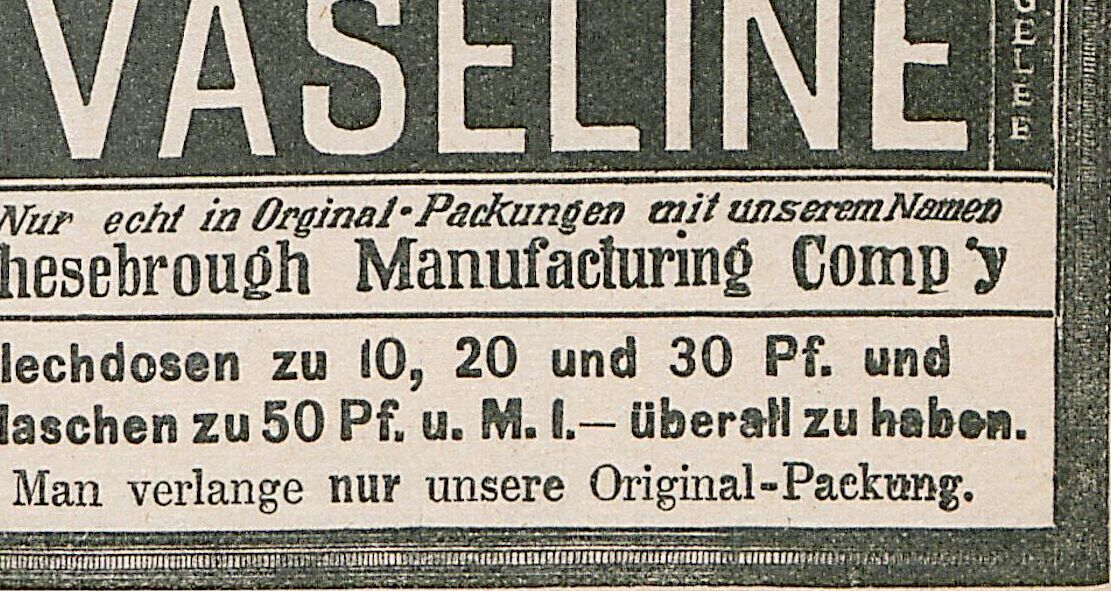 VASELINE
Nur echt in Orginal-Packungen mit unserem Namen
hesebrough Manufacturing Comp'y
lechdosen zu 10, 20 und 30 Pf. und
laschen zu 50 Pf. u. M. 1.— überall zu haben.
Man verlange nur unsere Original-Packung.